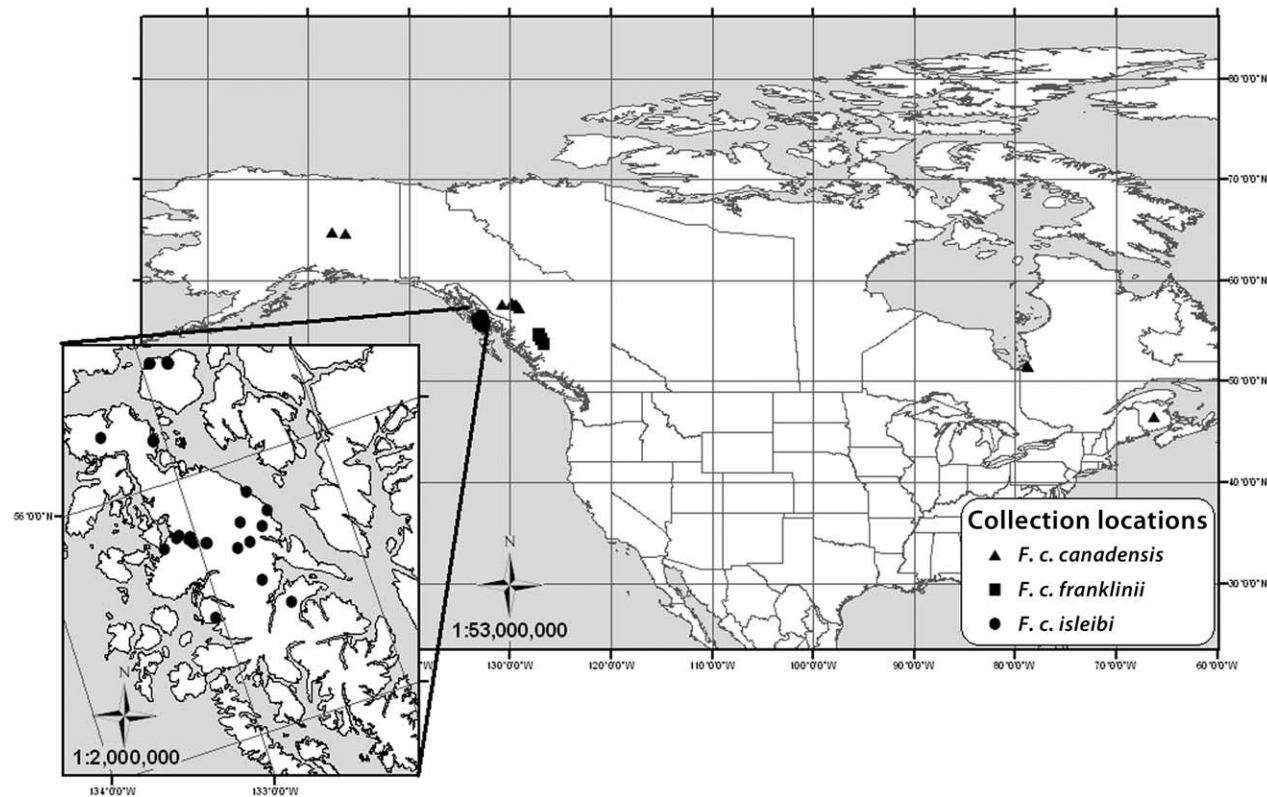 80°0'0"N
70°0'0"N
60°0'0"N
50°0'0"N
40°0'0"N
30°0'0"N
Collection locations
F. c. canadensis
F. c. franklinii
F. c. isleibi
N
1:53,000,000
130°0'0"W
120°0'0"W
110°0'0"W
100°0'0"W
90°0'0"W
80°0'0"W
70°0'0"W
60°0'0"W
56°0'0"N
N
1:2,000,000
134°0'0"W
133°0'0"W